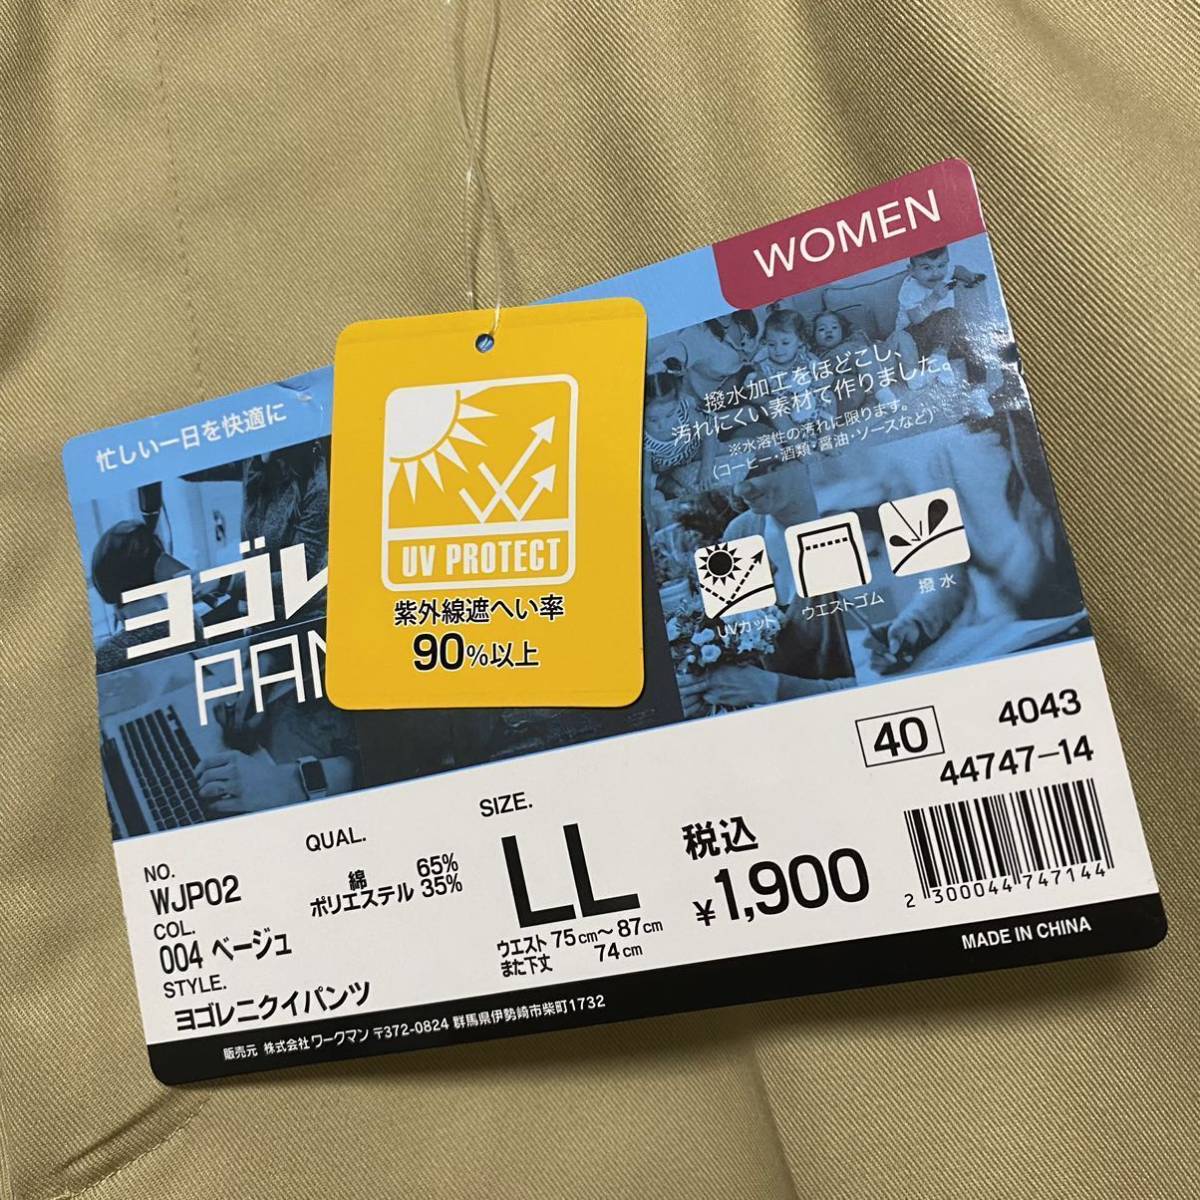 WOMEN
忙しい一日を快適に
撥水加工をほどこし、
汚れにくい素材で作りました。
※水溶性の汚れに限ります。
(コーヒー・酒類・醤油・ソースなど)
ヨゴレ
PAN
UV PROTECT
紫外線遮へい率
90%以上
UVカット
ウエストゴム
撥水
40
4043
44747-14
NO.
WJP02
COL.
004 ベージュ
STYLE.
ヨゴレニクイパンツ
QUAL.
綿 65%
ポリエステル 35%
SIZE.
LL
ウエスト 75cm～87cm
また下丈 74cm
税込
¥1,900
2 300044 747144
MADE IN CHINA
販売元 株式会社ワークマン 〒372-0824 群馬県伊勢崎市柴町1732